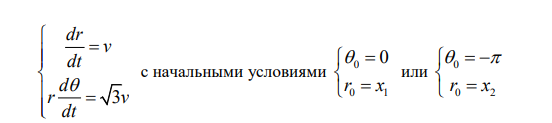 { dr/dt = v
r dθ/dt = √3v
с начальными условиями { θ₀ = 0
r₀ = x₁
или { θ₀ = −π
r₀ = x₂